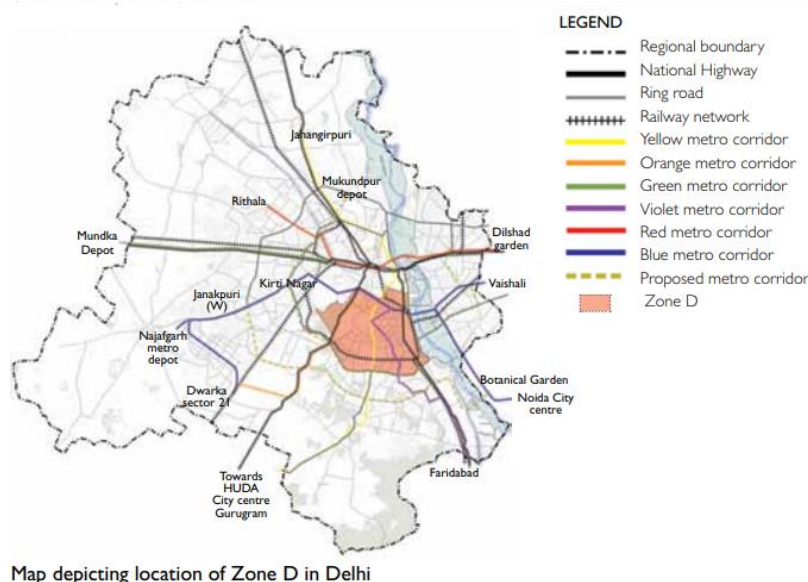 LEGEND
Regional boundary
National Highway
Ring road
Railway network
Yellow metro corridor
Orange metro corridor
Green metro corridor
Violet metro corridor
Red metro corridor
Blue metro corridor
Proposed metro corridor
Zone D
Jahangirpuri
Mukundpur
depot
Rithala
Mundka
Depot
Dilshad
garden
Kirti Nagar
Vaishali
Janakpuri
(W)
Najafgarh
metro
depot
Dwarka
sector 21
Botanical Garden
Noida City
centre
Towards
HUDA
City centre
Gurugram
Faridabad
Map depicting location of Zone D in Delhi